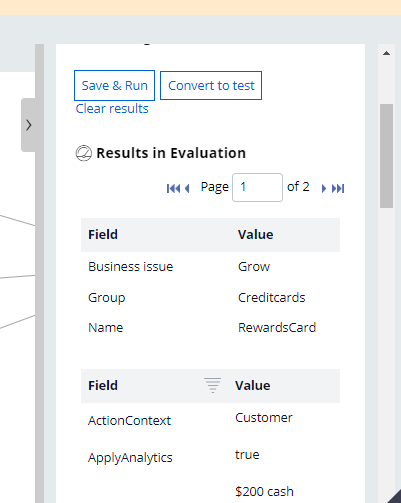 Save & Run Convert to test
Clear results
Results in Evaluation
Page 1 of 2
Field Value
Business issue Grow
Group Creditcards
Name RewardsCard
Field Value
ActionContext Customer
ApplyAnalytics true
$200 cash